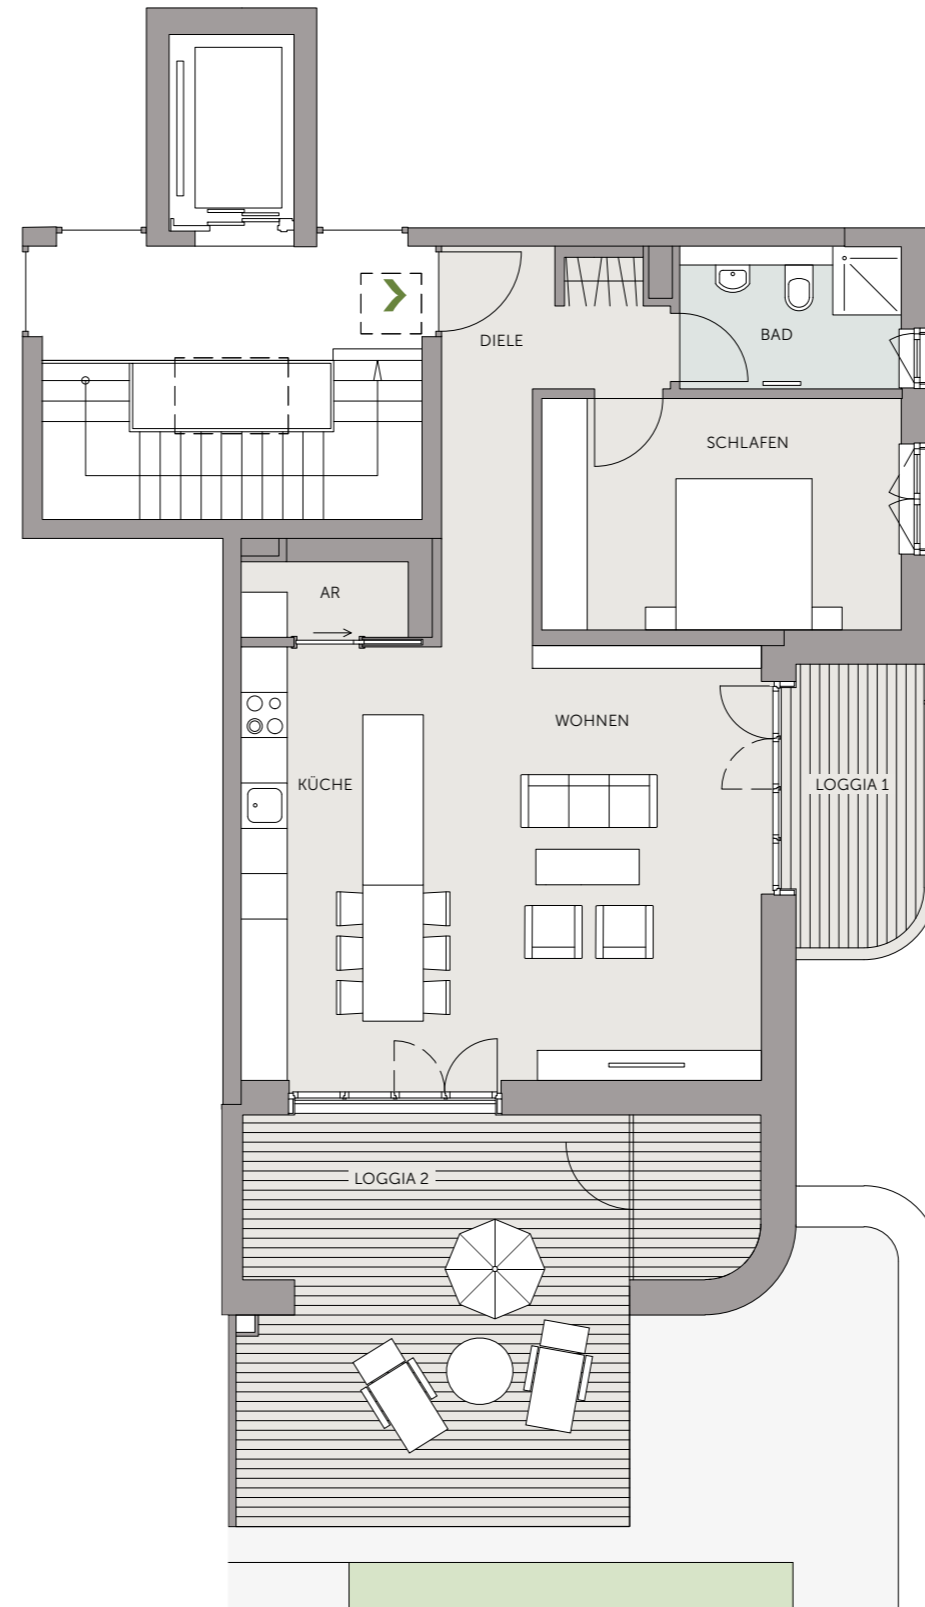 DIELE
BAD
SCHLAFEN
AR
WOHNEN
KÜCHE
LOGGIA 1
LOGGIA 2